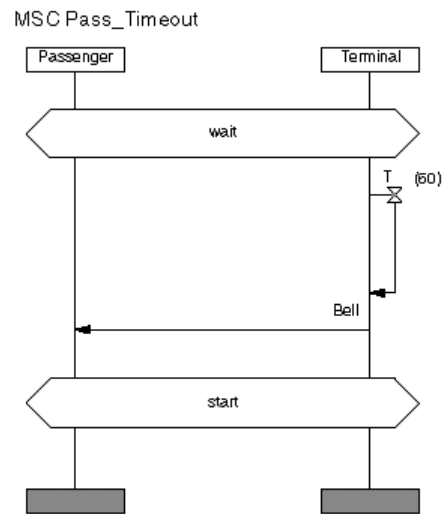 MSC Pass_Timeout
Passenger Terminal
wait
T (60)
Bell
start